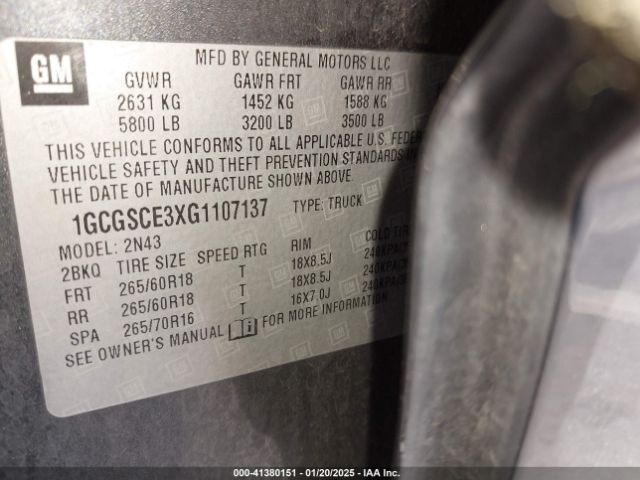 GM
MFD BY GENERAL MOTORS LLC
GVWR GAWR FRT GAWR RR
2631 KG 1452 KG 1588 KG
5800 LB 3200 LB 3500 LB
THIS VEHICLE CONFORMS TO ALL APPLICABLE U.S. FEDER
VEHICLE SAFETY AND THEFT PREVENTION STANDARDS IN
THE DATE OF MANUFACTURE SHOWN ABOVE.
1GCGSCE3XG1107137 TYPE: TRUCK
MODEL: 2N43
2BKQ TIRE SIZE SPEED RTG RIM COLD TIRE
FRT 265/60R18 T 18X8.5J 240KPA
RR 265/60R18 T 18X8.5J 240KPA
SPA 265/70R16 T 16X7.0J 240KPA
SEE OWNER'S MANUAL FOR MORE INFORMATION
000-41380151 | 01/20/2025 | IAA Inc.